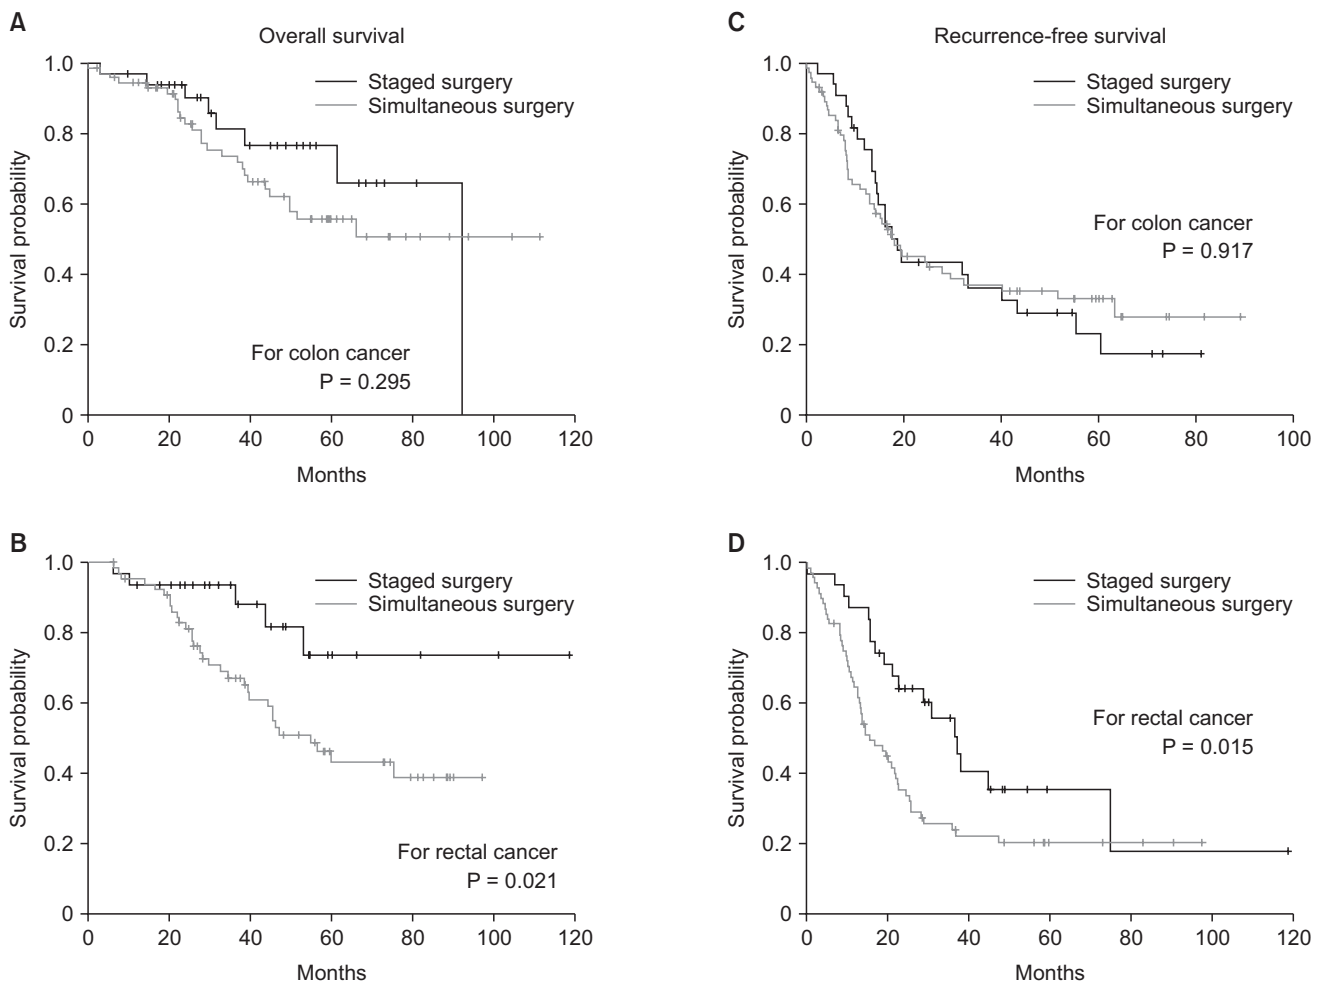 A
Overall survival
1.0
0.8
0.6
0.4
0.2
0
Survival probability
Staged surgery
Simultaneous surgery
For colon cancer
P = 0.295
0 20 40 60 80 100 120
Months
C
Recurrence-free survival
1.0
0.8
0.6
0.4
0.2
0
Survival probability
Staged surgery
Simultaneous surgery
For colon cancer
P = 0.917
0 20 40 60 80 100
Months
B
1.0
0.8
0.6
0.4
0.2
0
Survival probability
Staged surgery
Simultaneous surgery
For rectal cancer
P = 0.021
0 20 40 60 80 100 120
Months
D
1.0
0.8
0.6
0.4
0.2
0
Survival probability
Staged surgery
Simultaneous surgery
For rectal cancer
P = 0.015
0 20 40 60 80 100 120
Months